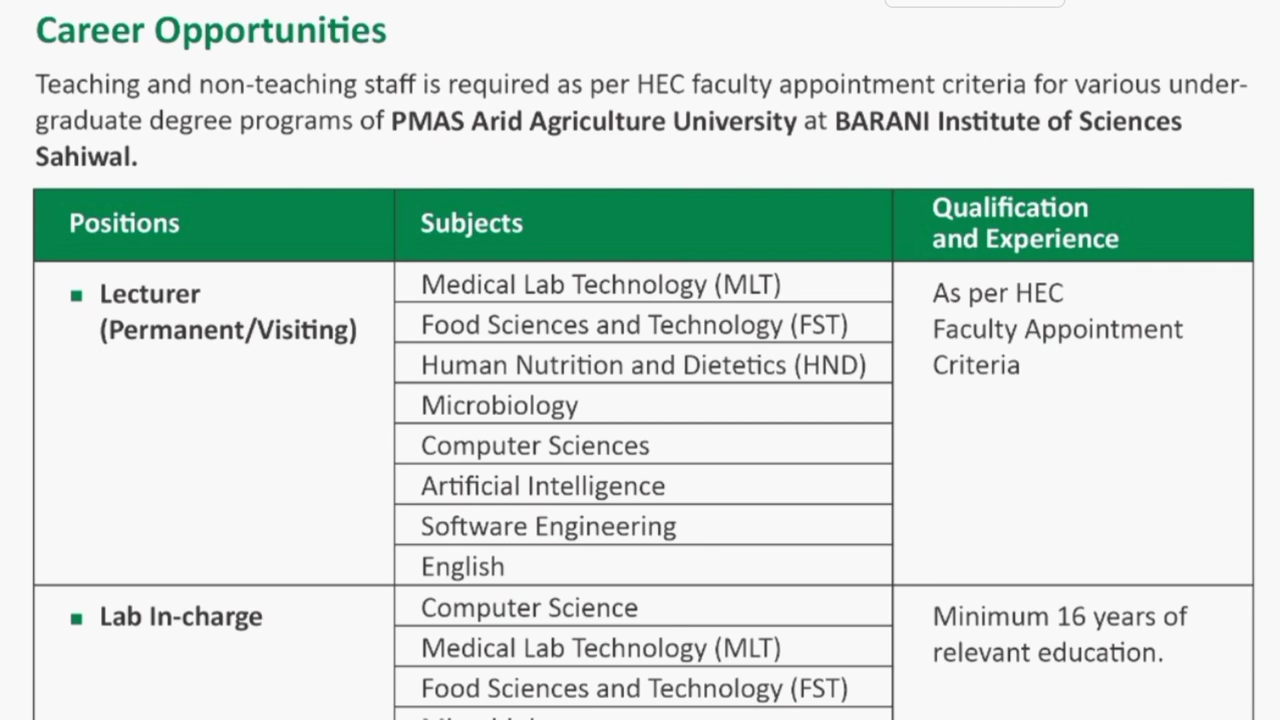 Career Opportunities
Teaching and non-teaching staff is required as per HEC faculty appointment criteria for various under-
graduate degree programs of PMAS Arid Agriculture University at BARANI Institute of Sciences
Sahiwal.
Positions
Subjects
Qualification
and Experience
Lecturer
(Permanent/Visiting)
Medical Lab Technology (MLT)
Food Sciences and Technology (FST)
Human Nutrition and Dietetics (HND)
Microbiology
Computer Sciences
Artificial Intelligence
Software Engineering
English
As per HEC
Faculty Appointment
Criteria
Lab In-charge
Computer Science
Medical Lab Technology (MLT)
Food Sciences and Technology (FST)
Minimum 16 years of
relevant education.